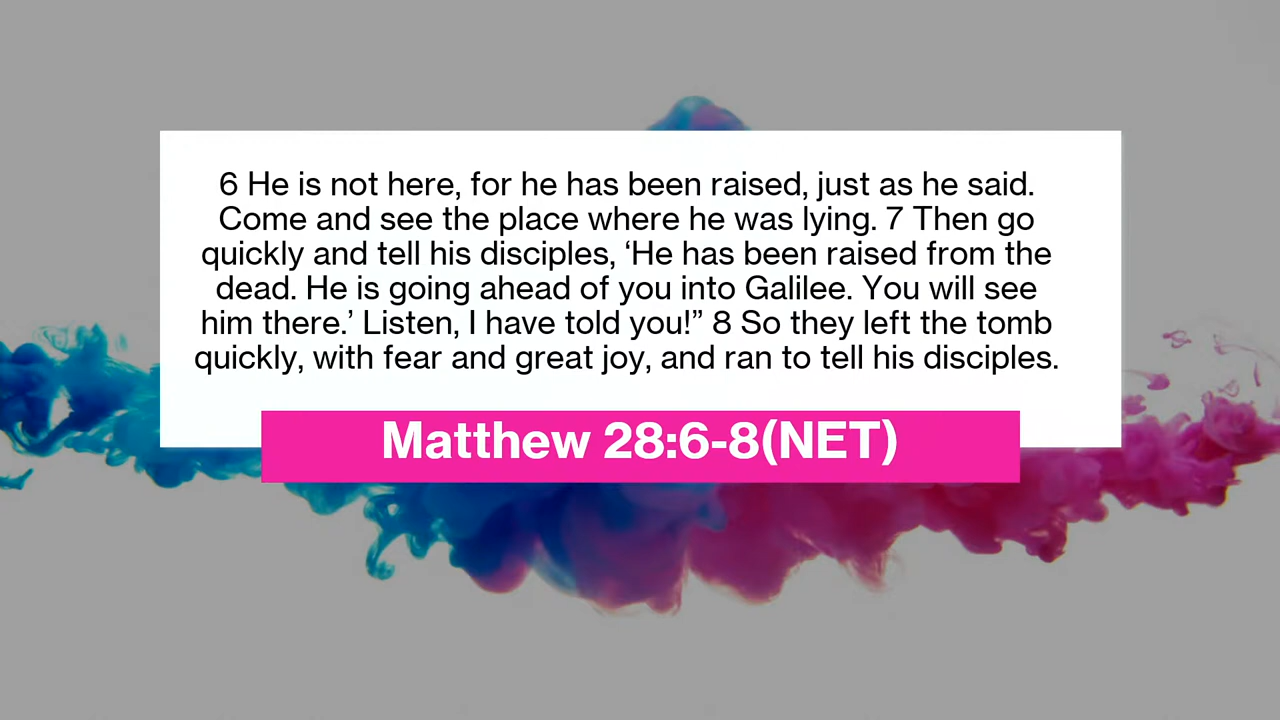 6 He is not here, for he has been raised, just as he said.
Come and see the place where he was lying. 7 Then go
quickly and tell his disciples, ‘He has been raised from the
dead. He is going ahead of you into Galilee. You will see
him there.’ Listen, I have told you!” 8 So they left the tomb
quickly, with fear and great joy, and ran to tell his disciples.
Matthew 28:6-8(NET)